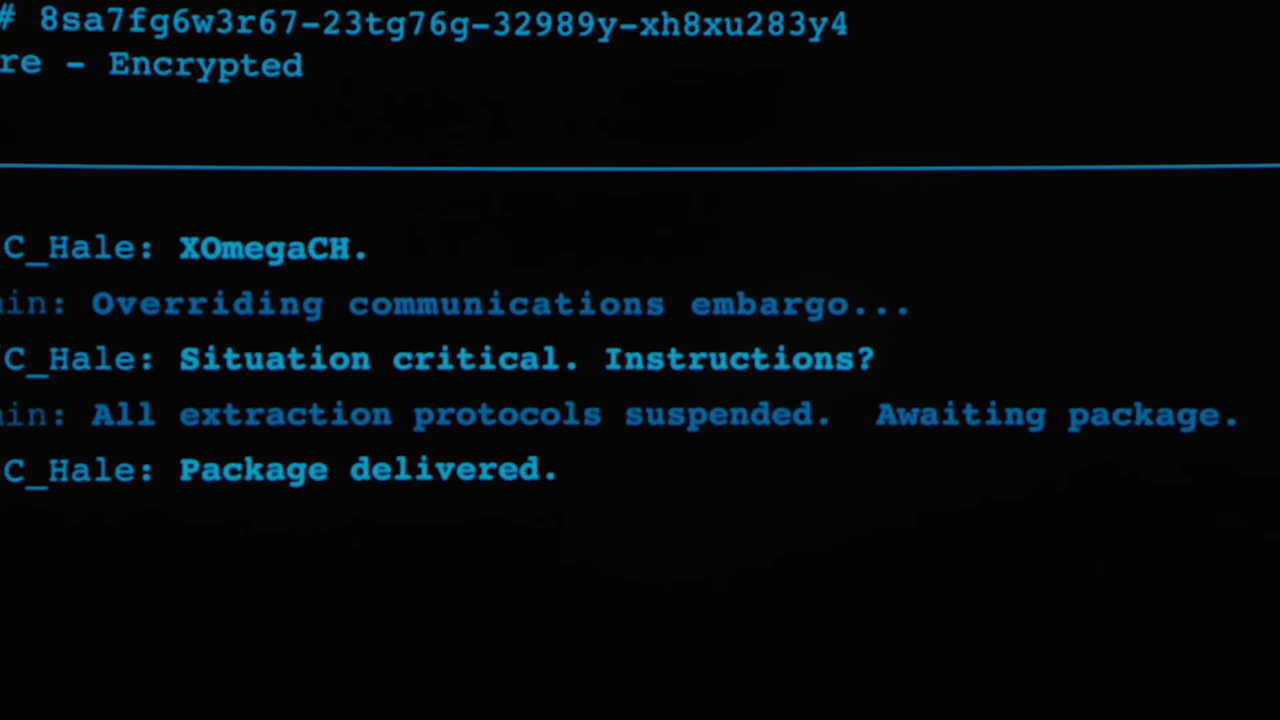 # 8sa7fg6w3r67-23tg76g-32989y-xh8xu283y4
re - Encrypted
C_Hale: XOmegaCH.
in: Overriding communications embargo...
C_Hale: Situation critical. Instructions?
in: All extraction protocols suspended. Awaiting package.
C_Hale: Package delivered.